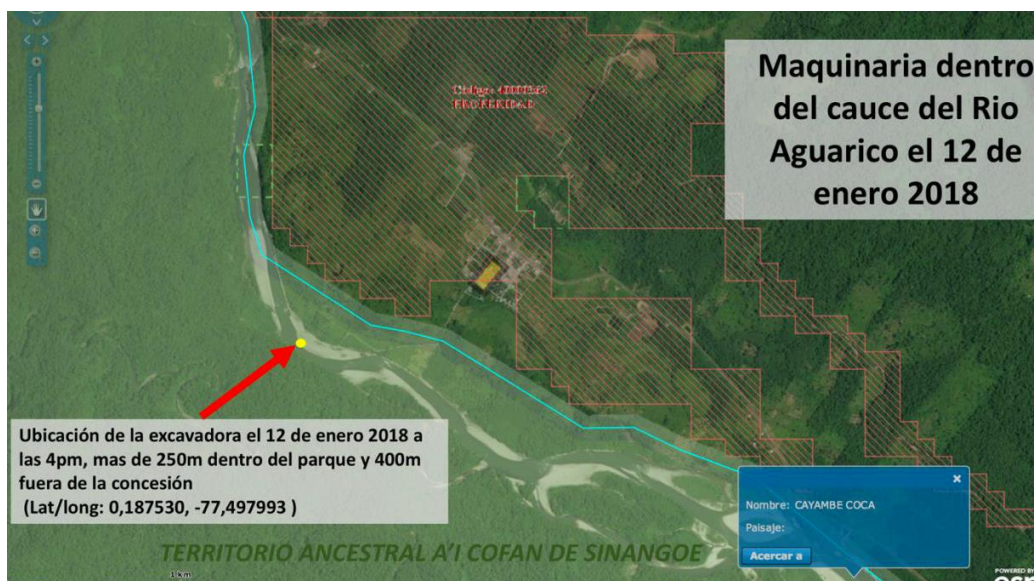 Maquinaria dentro
del cauce del Rio
Aguarico el 12 de
enero 2018
Ubicación de la excavadora el 12 de enero 2018 a
las 4pm, mas de 250m dentro del parque y 400m
fuera de la concesión
(Lat/long: 0,187530, -77,497993 )
Nombre: CAYAMBE COCA
Paisaje:
Acercar a
TERRITORIO ANCESTRAL A'I COFAN DE SINANGOE
1 km
POWERED BY